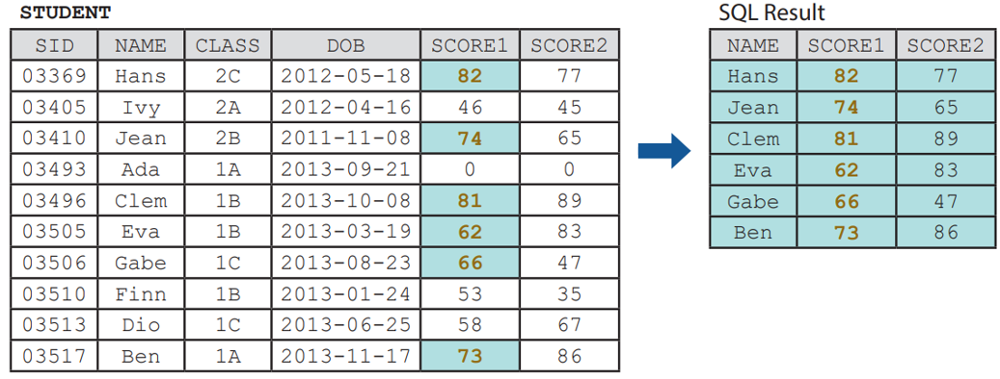 STUDENT
SID NAME CLASS DOB SCORE1 SCORE2
03369 Hans 2C 2012-05-18 82 77
03405 Ivy 2A 2012-04-16 46 45
03410 Jean 2B 2011-11-08 74 65
03493 Ada 1A 2013-09-21 0 0
03496 Clem 1B 2013-10-08 81 89
03505 Eva 1B 2013-03-19 62 83
03506 Gabe 1C 2013-08-23 66 47
03510 Finn 1B 2013-01-24 53 35
03513 Dio 1C 2013-06-25 58 67
03517 Ben 1A 2013-11-17 73 86
SQL Result
NAME SCORE1 SCORE2
Hans 82 77
Jean 74 65
Clem 81 89
Eva 62 83
Gabe 66 47
Ben 73 86